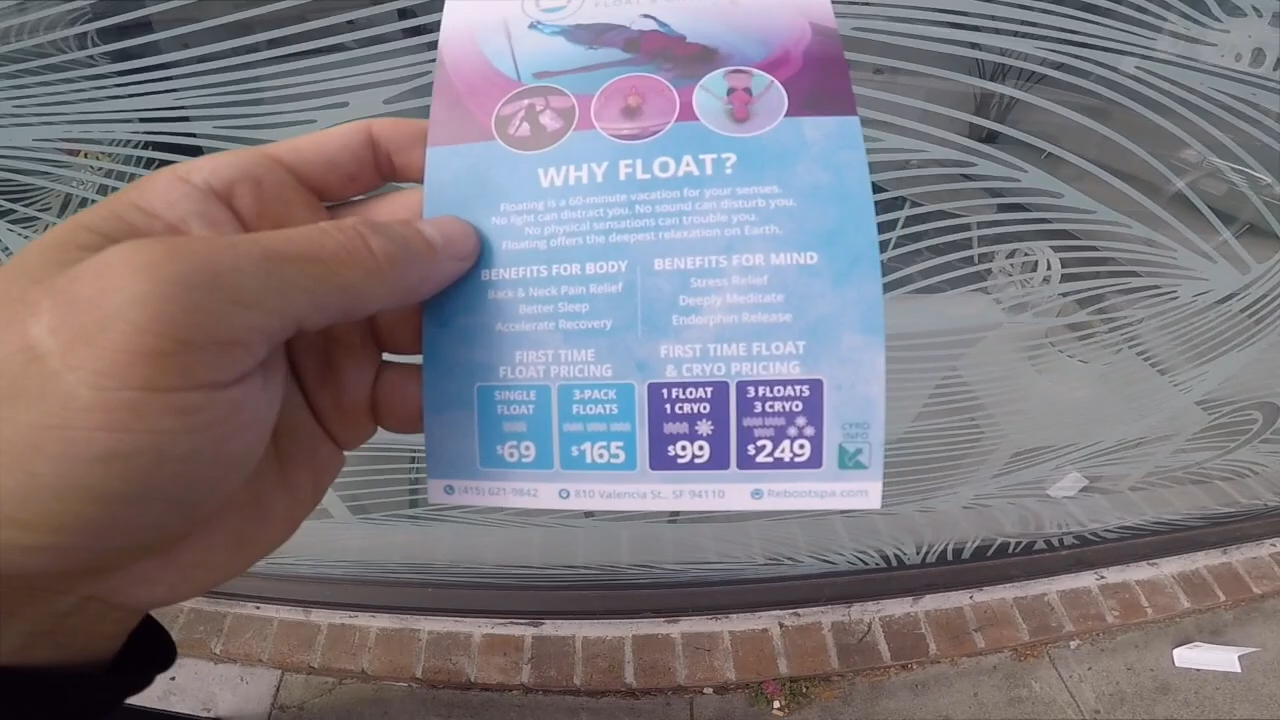 WHY FLOAT?
Floating is a 60-minute vacation for your senses.
No light can distract you. No sound can disturb you.
No physical sensations can trouble you.
Floating offers the deepest relaxation on Earth.
BENEFITS FOR BODY
Back & Neck Pain Relief
Better Sleep
Accelerate Recovery
BENEFITS FOR MIND
Stress Relief
Deeply Meditate
Endorphin Release
FIRST TIME
FLOAT PRICING
SINGLE
FLOAT
$69
3-PACK
FLOATS
$165
FIRST TIME FLOAT
& CRYO PRICING
1 FLOAT
1 CRYO
$99
3 FLOATS
3 CRYO
$249
CYRO
INFO
(415) 621-9842
810 Valencia St., SF 94110
Rebootspa.com